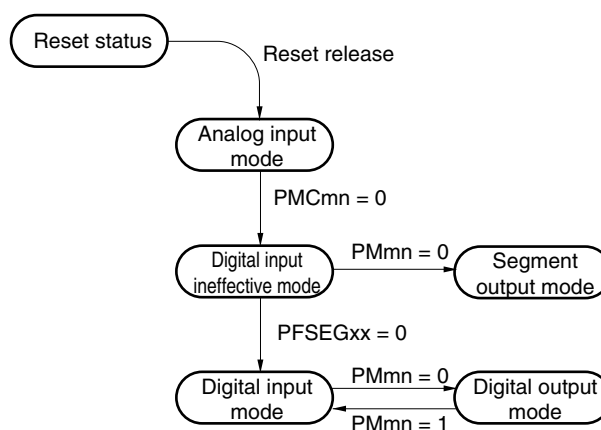 Reset status
Reset release
Analog input
mode
PMCmn = 0
Digital input
ineffective mode
PMmn = 0
Segment
output mode
PFSEGxx = 0
Digital input
mode
PMmn = 0
PMmn = 1
Digital output
mode